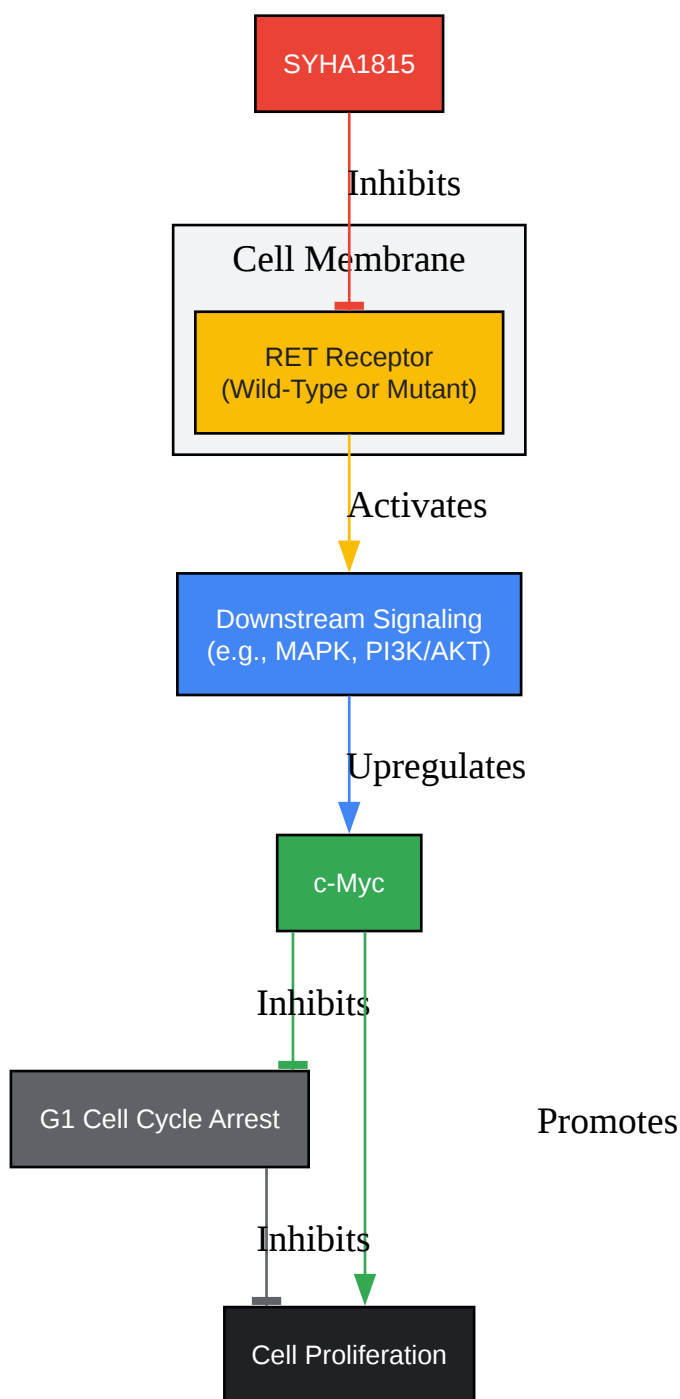 SYHA1815
Inhibits
Cell Membrane
RET Receptor
(Wild-Type or Mutant)
Activates
Downstream Signaling
(e.g., MAPK, PI3K/AKT)
Upregulates
c-Myc
Inhibits
G1 Cell Cycle Arrest
Promotes
Inhibits
Cell Proliferation